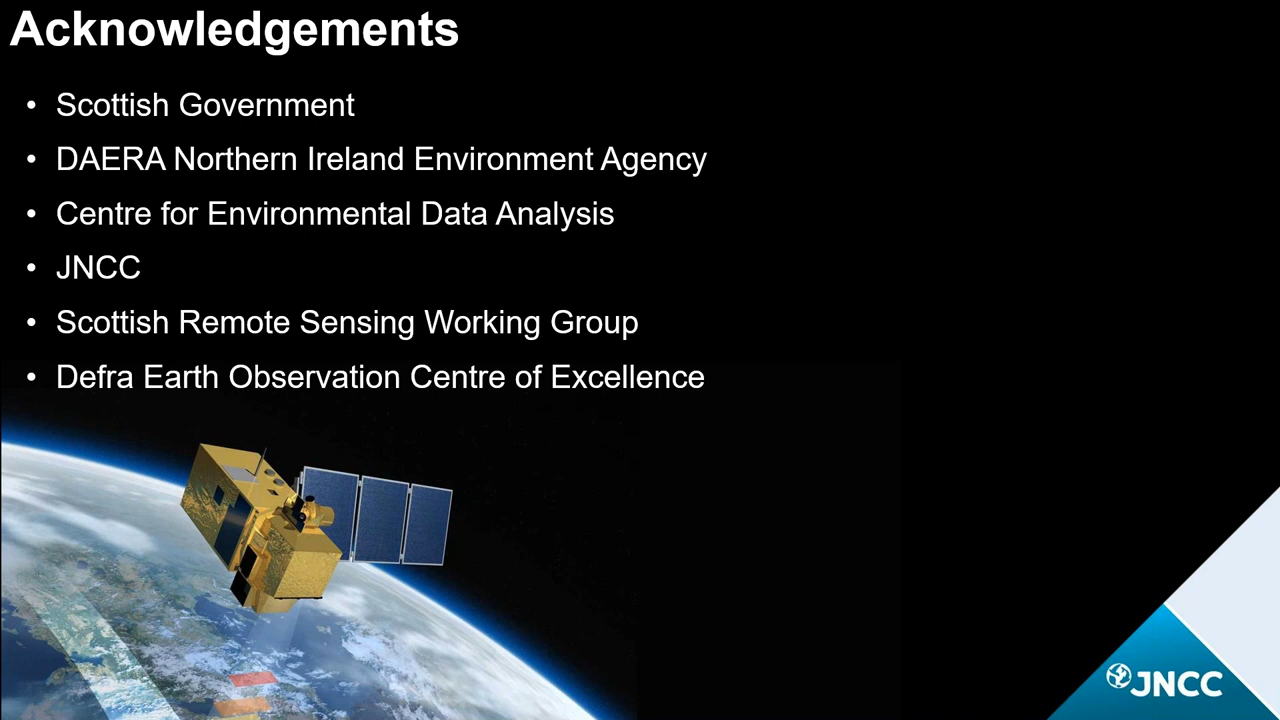 Acknowledgements
• Scottish Government
• DAERA Northern Ireland Environment Agency
• Centre for Environmental Data Analysis
• JNCC
• Scottish Remote Sensing Working Group
• Defra Earth Observation Centre of Excellence
JNCC